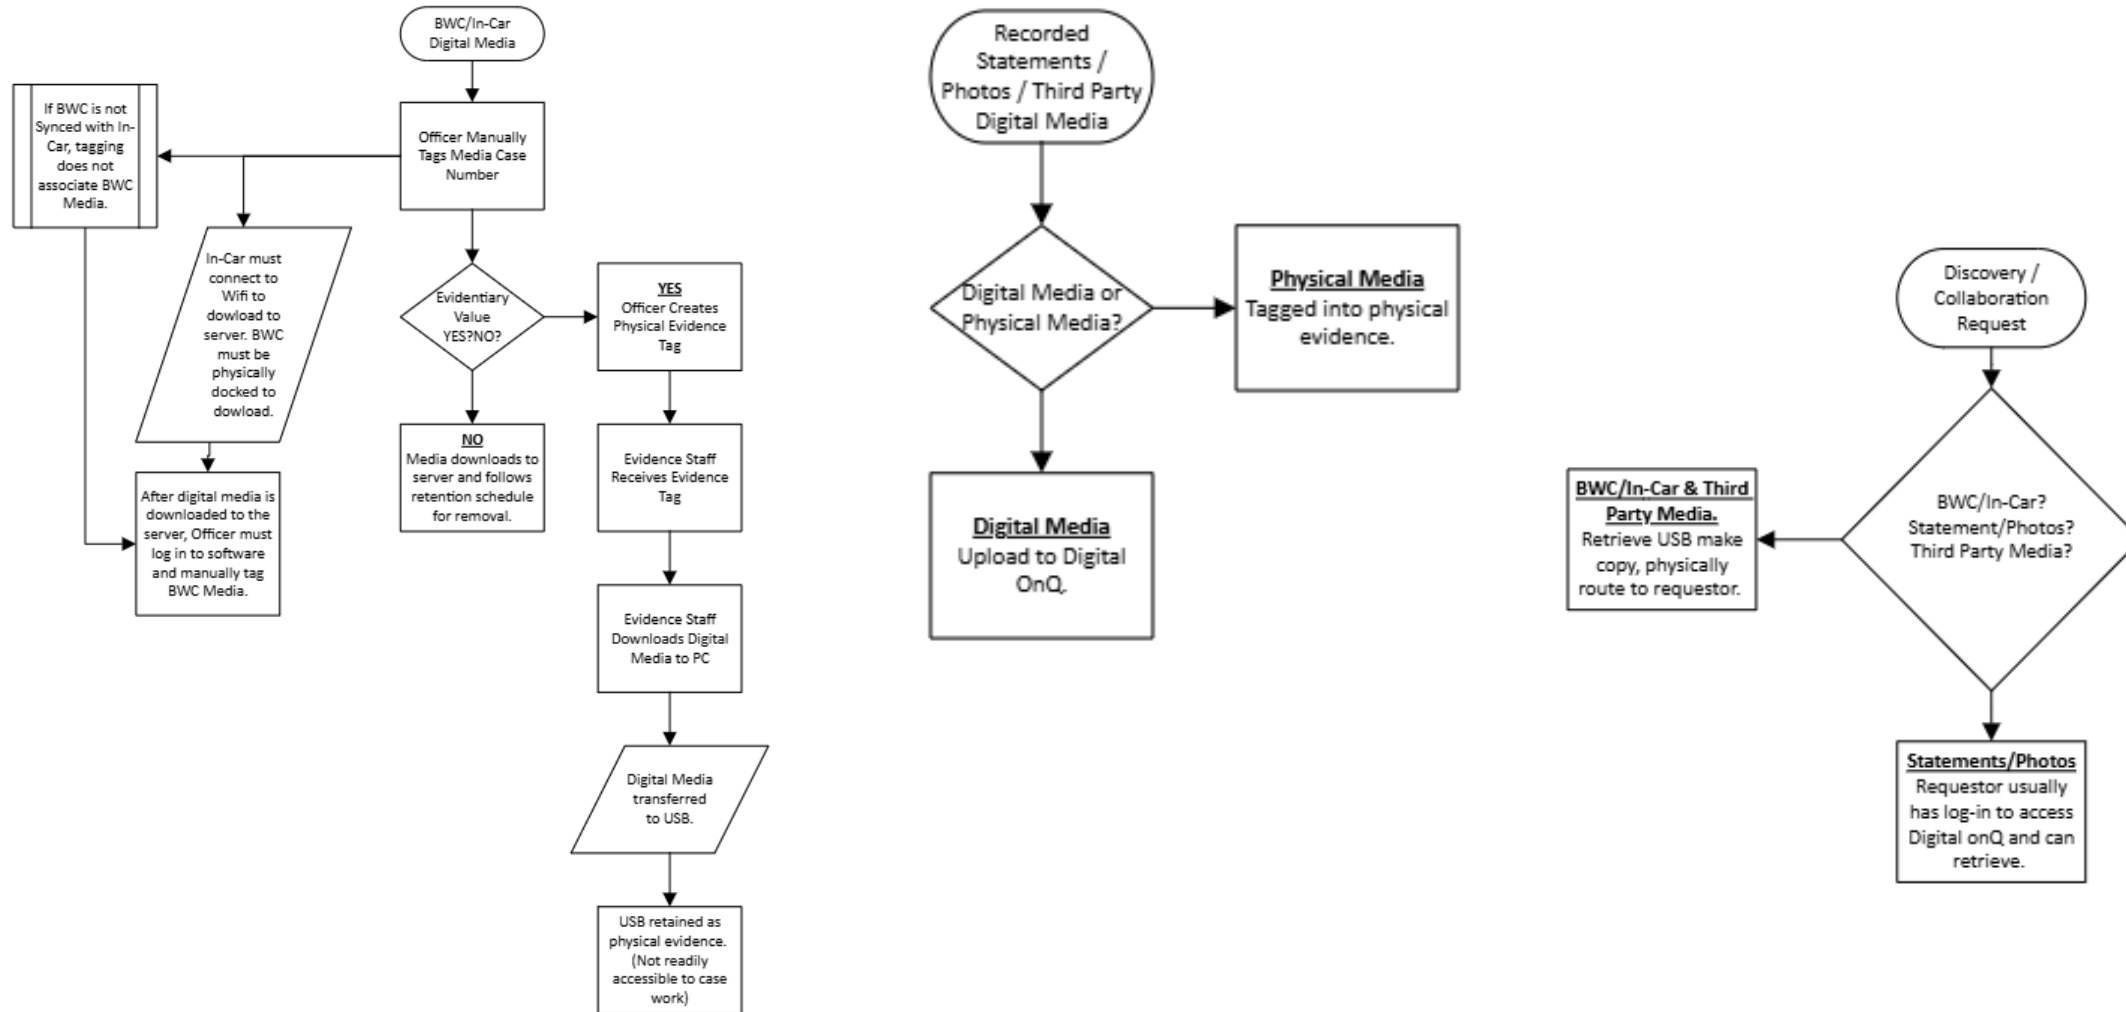 BWC/In-Car
Digital Media
If BWC is not
Synced with In-
Car, tagging
does not
associate BWC
Media.
Officer Manually
Tags Media Case
Number
In-Car must
connect to
Wifi to
dowload to
server. BWC
must be
physically
docked to
dowload.
Evidentiary
Value
YES?NO?
YES
Officer Creates
Physical Evidence
Tag
NO
Media downloads to
server and follows
retention schedule
for removal.
Evidence Staff
Receives Evidence
Tag
After digital media is
downloaded to the
server, Officer must
log in to software
and manually tag
BWC Media.
Evidence Staff
Downloads Digital
Media to PC
Digital Media
transferred
to USB.
USB retained as
physical evidence.
(Not readily
accessible to case
work)
Recorded
Statements /
Photos / Third Party
Digital Media
Digital Media or
Physical Media?
Physical Media
Tagged into physical
evidence.
Digital Media
Upload to Digital
OnQ.
Discovery /
Collaboration
Request
BWC/In-Car?
Statement/Photos?
Third Party Media?
BWC/In-Car & Third
Party Media.
Retrieve USB make
copy, physically
route to requestor.
Statements/Photos
Requestor usually
has log-in to access
Digital onQ and can
retrieve.